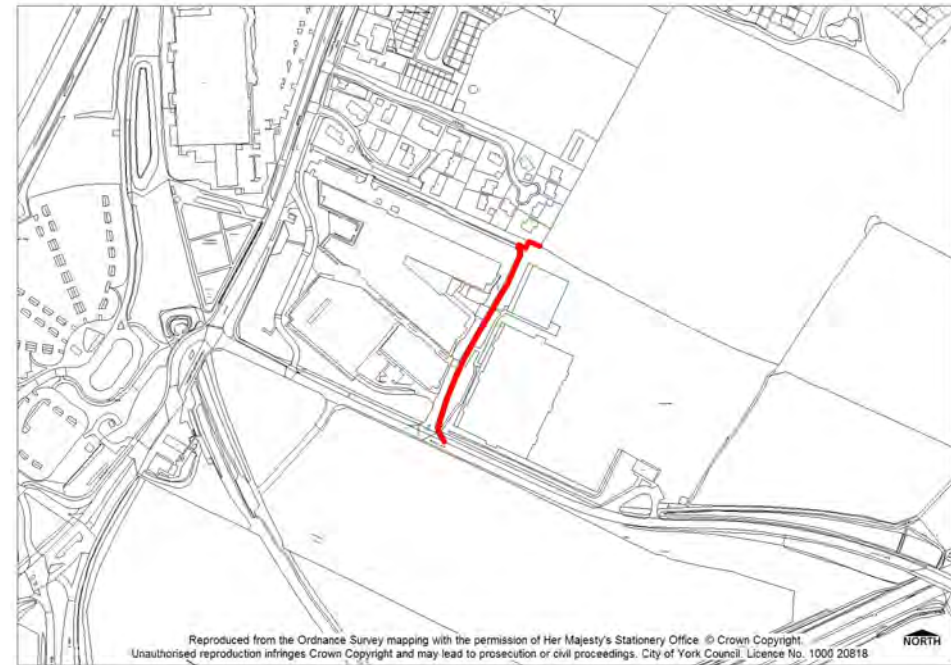 Reproduced from the Ordnance Survey mapping with the permission of Her Majesty's Stationery Office © Crown Copyright.
Unauthorised reproduction infringes Crown Copyright and may lead to prosecution or civil proceedings. City of York Council. Licence No. 1000 20818
NORTH